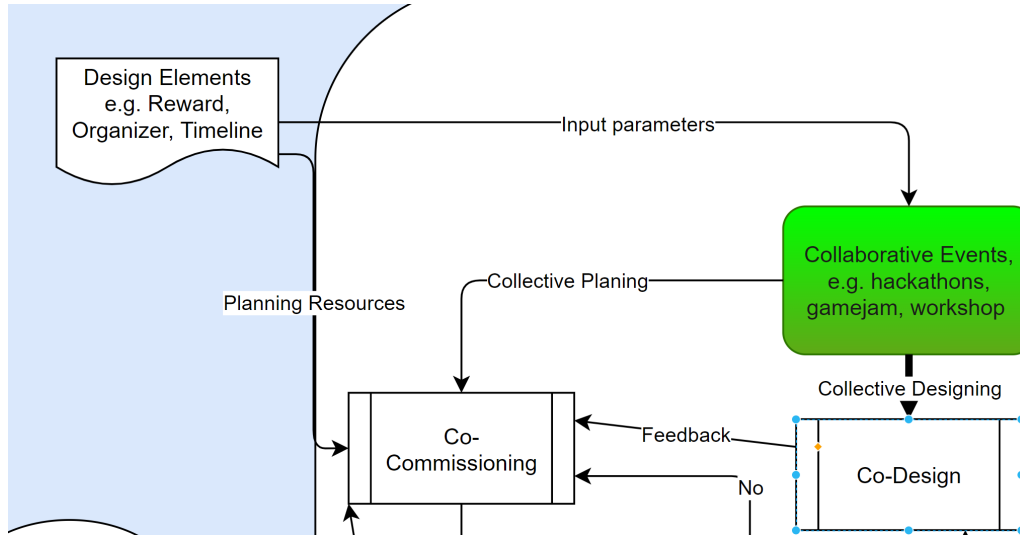 Design Elements
e.g. Reward,
Organizer, Timeline
Input parameters
Collaborative Events,
e.g. hackathons,
gamejam, workshop
Collective Planing
Planning Resources
Collective Designing
Feedback
Co-
Commissioning
Co-Design
No